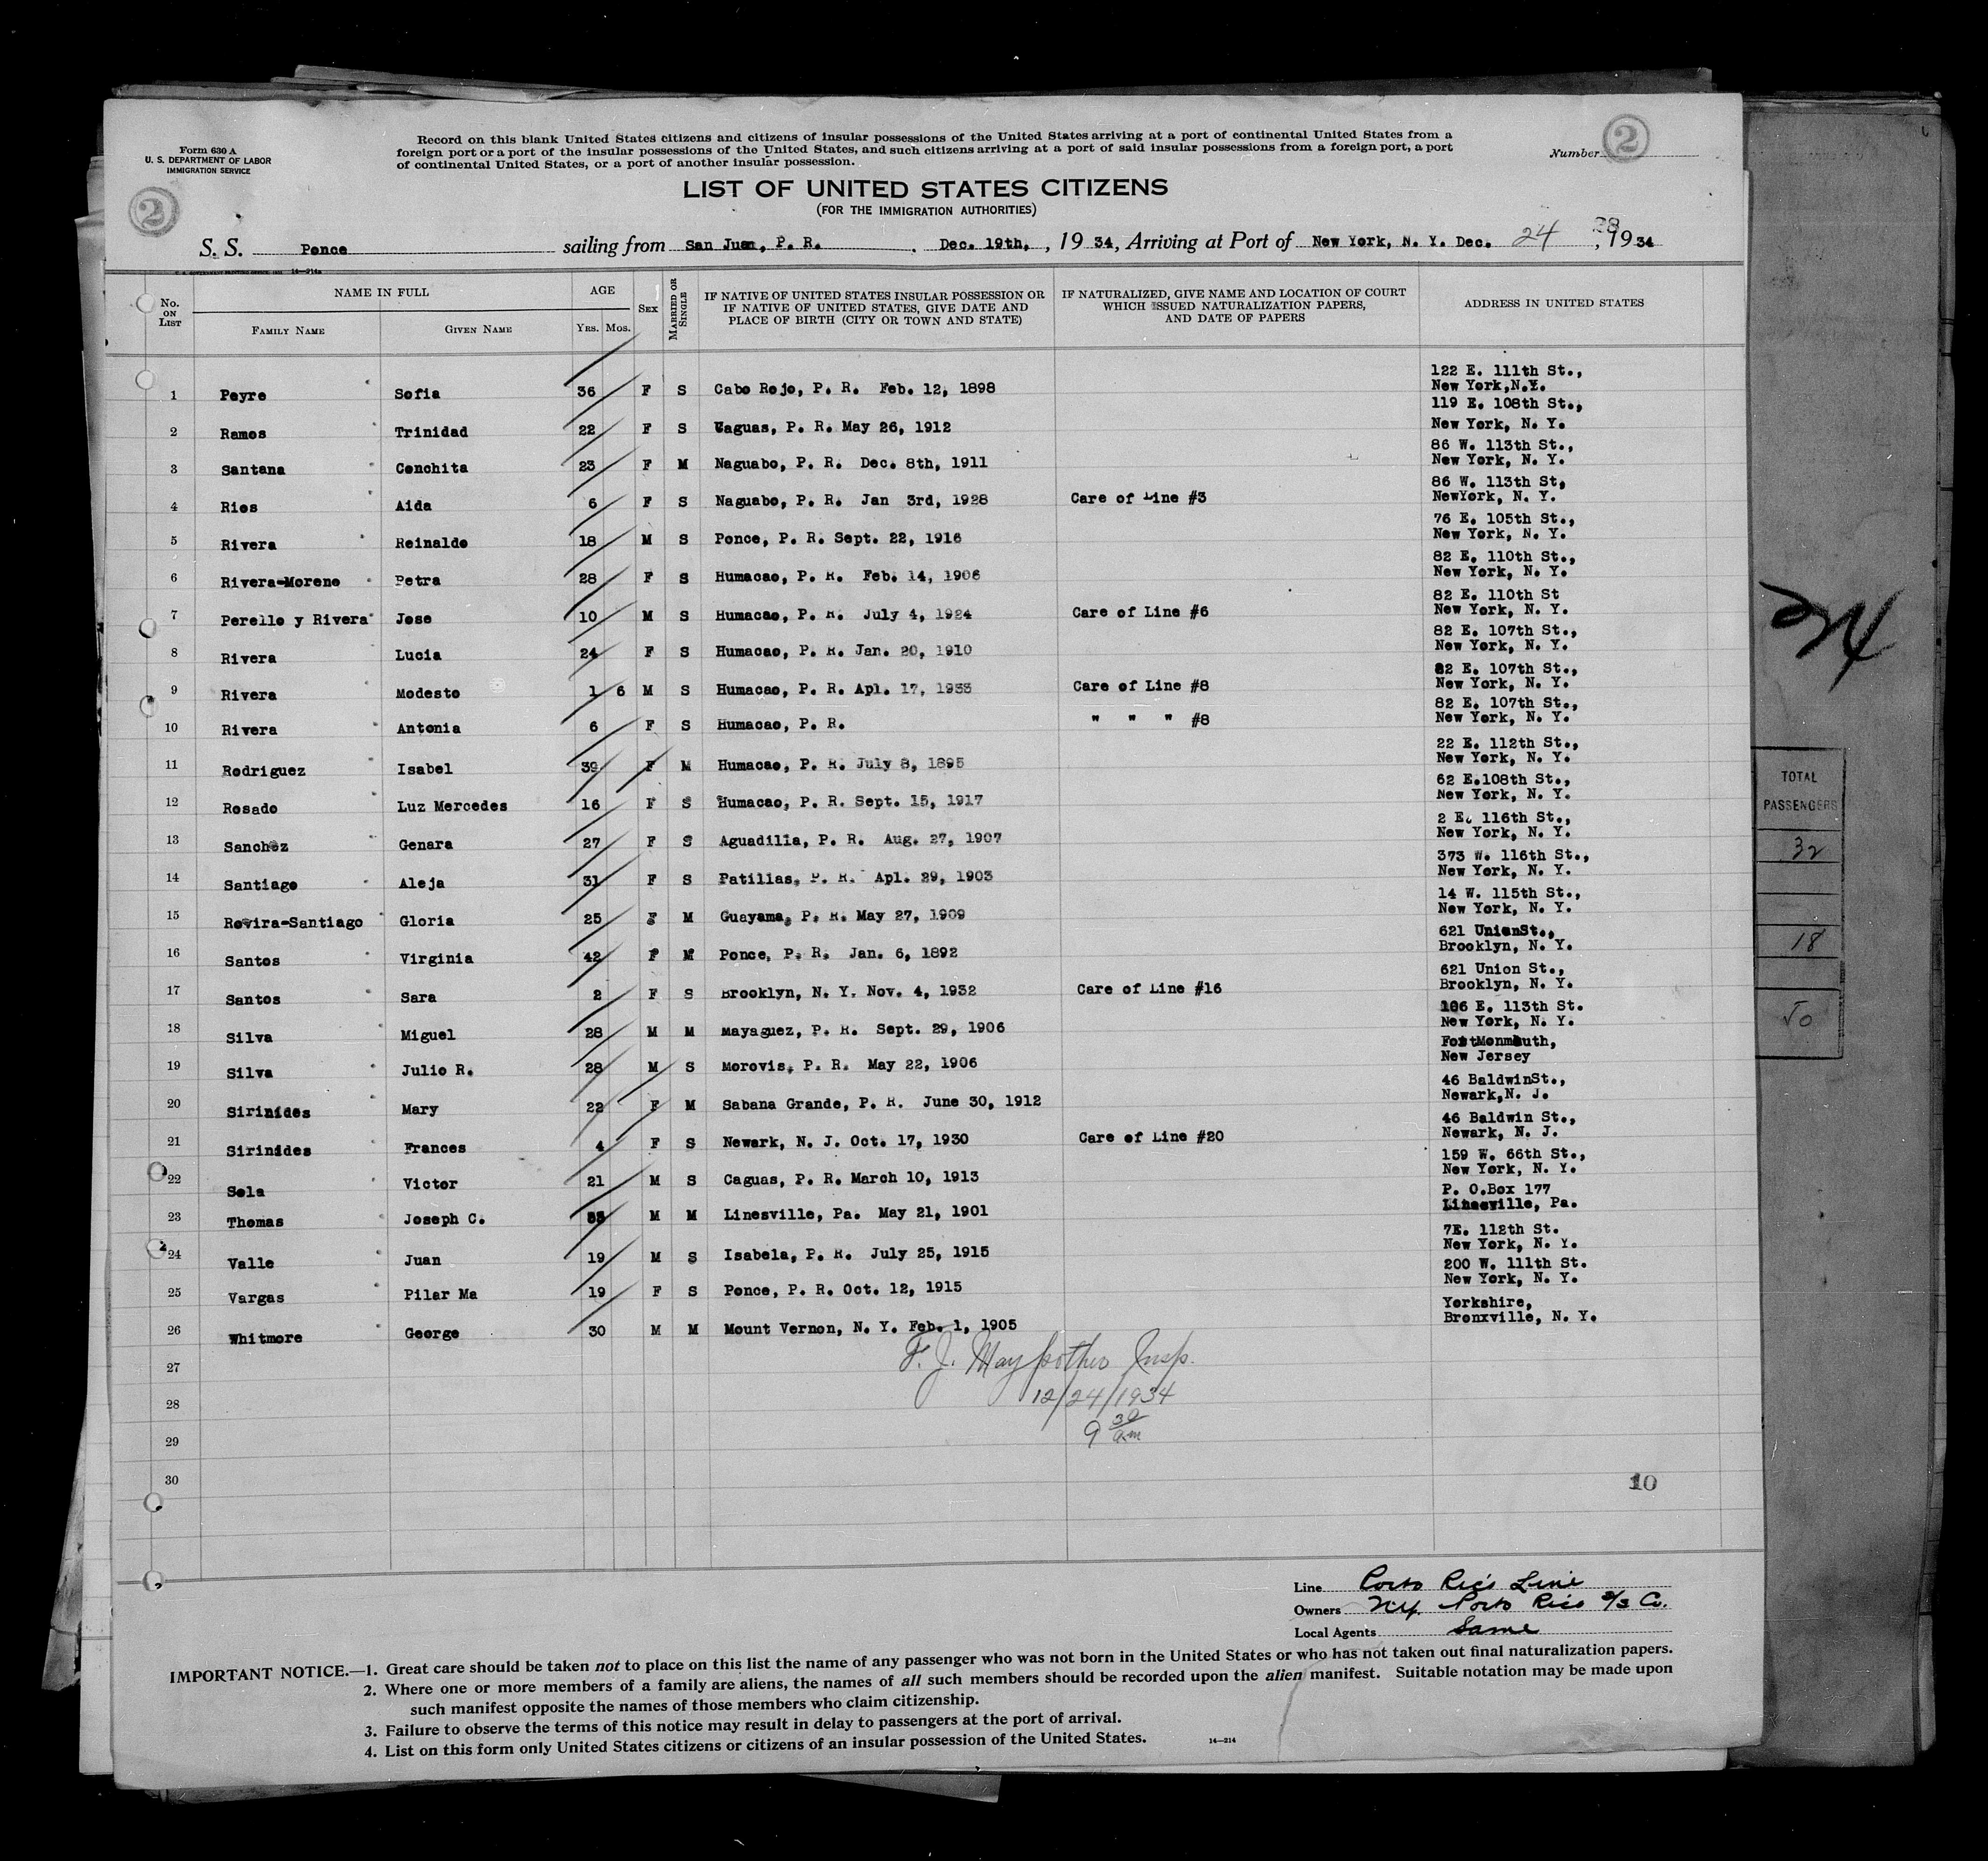 Form 630 A
U. S. DEPARTMENT OF LABOR
IMMIGRATION SERVICE
Record on this blank United States citizens and citizens of insular possessions of the United States arriving at a port of continental United States from a
foreign port or a port of the insular possessions of the United States, and such citizens arriving at a port of said insular possessions from a foreign port, a port
of continental United States, or a port of another insular possession.
Number 2
2
LIST OF UNITED STATES CITIZENS
(FOR THE IMMIGRATION AUTHORITIES)
S. S. Ponce sailing from San Juan, P. R. Dec. 19th, , 19 34, Arriving at Port of New York, N. Y. Dec. 24 28 , 19 34
14—214a
No. ON LIST
NAME IN FULL
FAMILY NAME
GIVEN NAME
AGE
YRS. MOS.
SEX
MARRIED OR SINGLE
IF NATIVE OF UNITED STATES INSULAR POSSESSION OR
IF NATIVE OF UNITED STATES, GIVE DATE AND
PLACE OF BIRTH (CITY OR TOWN AND STATE)
IF NATURALIZED, GIVE NAME AND LOCATION OF COURT
WHICH ISSUED NATURALIZATION PAPERS,
AND DATE OF PAPERS
ADDRESS IN UNITED STATES
1 Peyre Sofia 36 F S Cabo Rojo, P. R. Feb. 12, 1898 122 E. 111th St., New York,N.Y.
2 Ramos Trinidad 22 F S Caguas, P. R. May 26, 1912 119 E. 108th St., New York, N. Y.
3 Santana Conchita 23 F M Naguabo, P. R. Dec. 8th, 1911 86 W. 113th St., New York, N. Y.
4 Rios Aida 6 F S Naguabo, P. R. Jan 3rd, 1928 Care of Line #3 86 W. 113th St, NewYork, N. Y.
5 Rivera Reinaldo 18 M S Ponce, P. R. Sept. 22, 1916 76 E. 105th St., New York, N. Y.
6 Rivera-Moreno Petra 28 F S Humacao, P. R. Feb. 14, 1906 82 E. 110th St., New York, N. Y.
7 Perello y Rivera Jose 10 M S Humacao, P. R. July 4, 1924 Care of Line #6 82 E. 110th St New York, N. Y.
8 Rivera Lucia 24 F S Humacao, P. R. Jan. 20, 1910 82 E. 107th St., New York, N. Y.
9 Rivera Modesto 1 6 M S Humacao, P. R. Apl. 17, 1933 Care of Line #8 82 E. 107th St., New York, N. Y.
10 Rivera Antonia 6 F S Humacao, P. R. " " " #8 82 E. 107th St., New York, N. Y.
11 Rodriguez Isabel 39 F M Humacao, P. R. July 8, 1895 22 E. 112th St., New York, N. Y.
12 Rosado Luz Mercedes 16 F S Humacao, P. R. Sept. 15, 1917 62 E.108th St., New York, N. Y.
13 Sanchez Genara 27 F S Aguadilla, P. R. Aug. 27, 1907 2 E. 116th St., New York, N. Y.
14 Santiago Aleja 31 F S Patillas, P. R. Apl. 29, 1903 373 W. 116th St., New York, N. Y.
15 Rovira-Santiago Gloria 25 F M Guayama, P. R. May 27, 1909 14 W. 115th St., New York, N. Y.
16 Santos Virginia 42 F M Ponce, P. R. Jan. 6, 1892 621 UnionSt., Brooklyn, N. Y.
17 Santos Sara 2 F S Brooklyn, N. Y. Nov. 4, 1932 Care of Line #16 621 Union St., Brooklyn, N. Y.
18 Silva Miguel 28 M M Mayaguez, P. R. Sept. 29, 1906 106 E. 113th St. New York, N. Y.
19 Silva Julio R. 28 M S Morovis, P. R. May 22, 1906 FortMonmouth, New Jersey
20 Sirinides Mary 22 F M Sabana Grande, P. R. June 30, 1912 46 BaldwinSt., Newark,N. J.
21 Sirinides Frances 4 F S Newark, N. J. Oct. 17, 1930 Care of Line #20 46 Baldwin St., Newark, N. J.
22 Sola Victor 21 M S Caguas, P. R. March 10, 1913 159 W. 66th St., New York, N. Y.
23 Thomas Joseph C. 33 M M Linesville, Pa. May 21, 1901 P. O.Box 177 Linesville, Pa.
24 Valle Juan 19 M S Isabela, P. R. July 25, 1915 7E. 112th St. New York, N. Y.
25 Vargas Pilar Ma 19 F S Ponce, P. R. Oct. 12, 1915 200 W. 111th St. New York, N. Y.
26 Whitmore George 30 M M Mount Vernon, N. Y. Feb. 1, 1905 Yorkshire, Bronxville, N. Y.
27 F. J. Maypother Insp.
28 12/24/1934
29 9 30 a.m
30
10
Line Porto Rico Line
Owners N.Y. Porto Rico S/S Co.
Local Agents Same
IMPORTANT NOTICE.—1. Great care should be taken not to place on this list the name of any passenger who was not born in the United States or who has not taken out final naturalization papers.
2. Where one or more members of a family are aliens, the names of all such members should be recorded upon the alien manifest. Suitable notation may be made upon
such manifest opposite the names of those members who claim citizenship.
3. Failure to observe the terms of this notice may result in delay to passengers at the port of arrival.
4. List on this form only United States citizens or citizens of an insular possession of the United States.
14—214
24
TOTAL
PASSENGERS
32
18
50